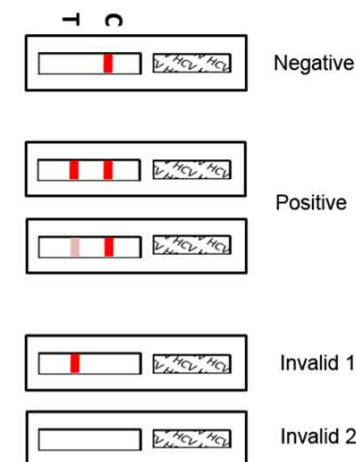 T C
Negative
HCV HCV
HCV HCV
Positive
HCV HCV
HCV HCV
Invalid 1
HCV HCV
Invalid 2